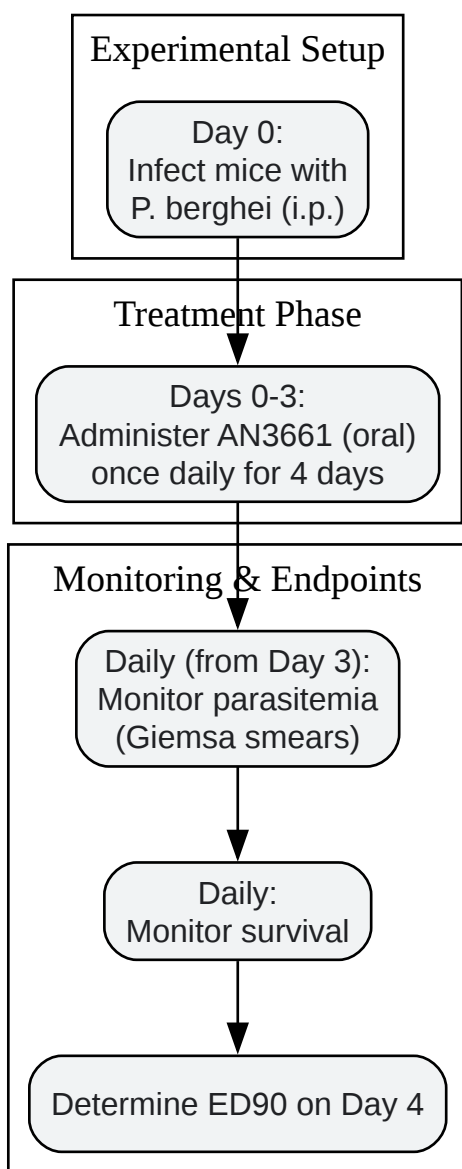 Experimental Setup
Day 0:
Infect mice with
P. berghei (i.p.)
Treatment Phase
Days 0-3:
Administer AN3661 (oral)
once daily for 4 days
Monitoring & Endpoints
Daily (from Day 3):
Monitor parasitemia
(Giemsa smears)
Daily:
Monitor survival
Determine ED90 on Day 4